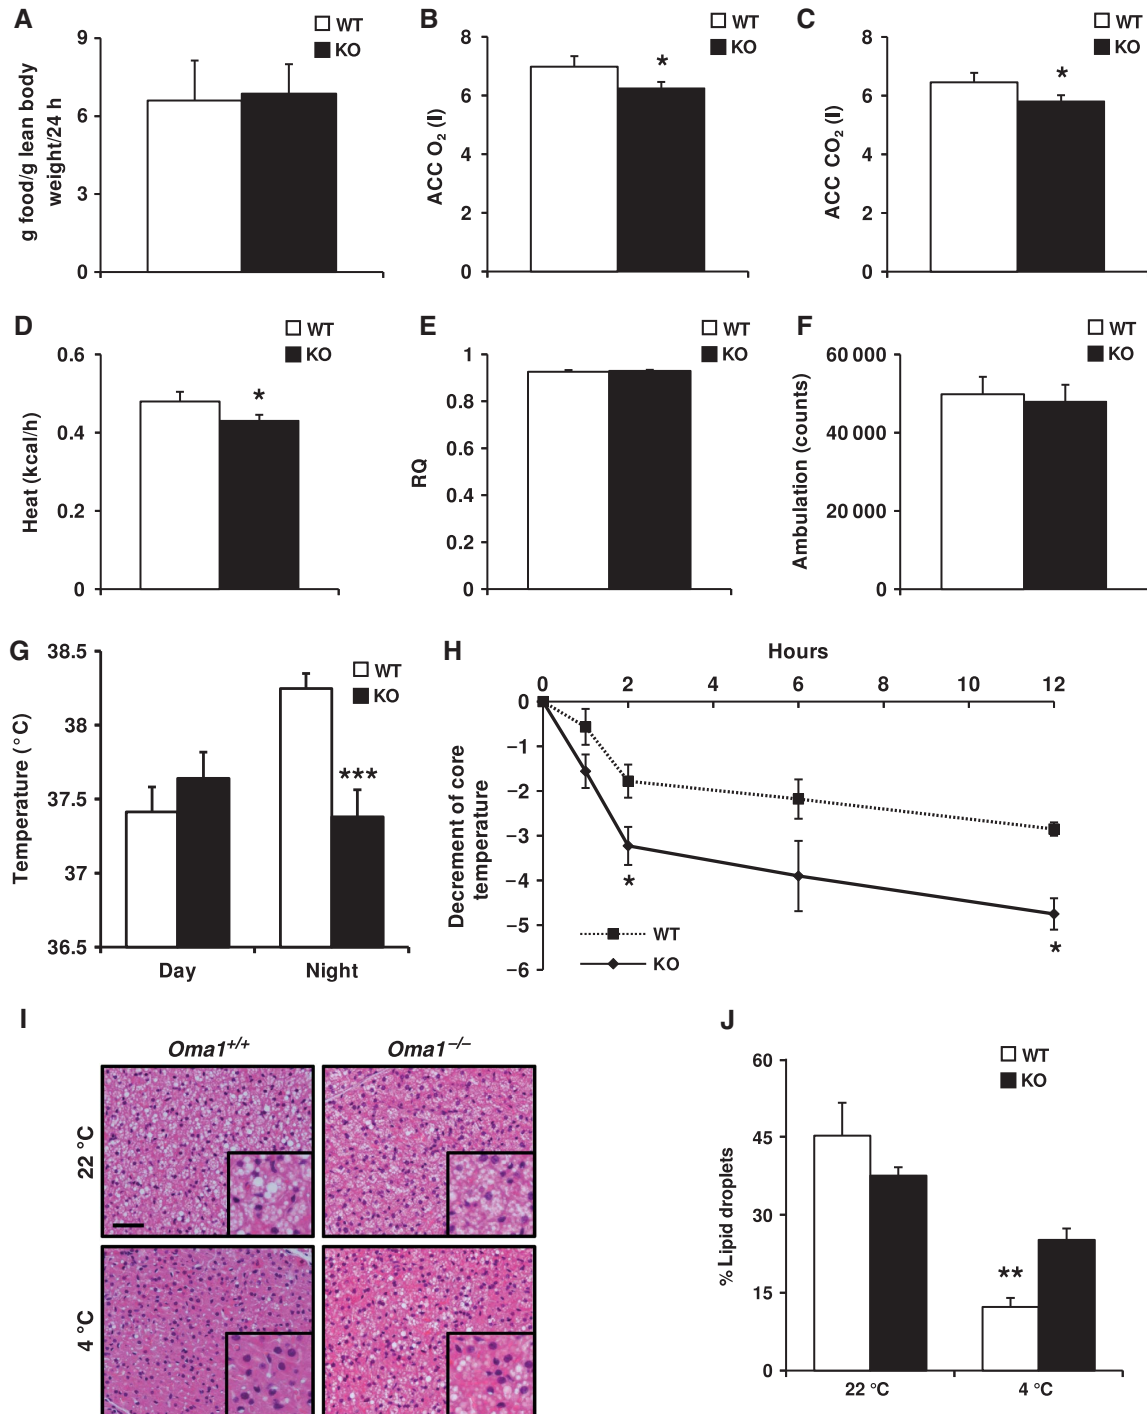 A
WT
KO
9
6
3
0
g food/g lean body
weight/24 h
B
WT
KO
8
6
4
2
0
ACC O₂ (l)
*
C
WT
KO
8
6
4
2
0
ACC CO₂ (l)
*
D
WT
KO
0.6
0.4
0.2
0
Heat (kcal/h)
*
E
WT
KO
1
0.8
0.6
0.4
0.2
0
RQ
F
WT
KO
60 000
40 000
20 000
0
Ambulation (counts)
G
WT
KO
38.5
38
37.5
37
36.5
Temperature (°C)
***
Day Night
H
Hours
0 2 4 6 8 10 12
0
−1
−2
−3
−4
−5
−6
Decrement of core
temperature
*
*
WT
KO
I
Oma1+/+ Oma1−/−
22 °C
4 °C
J
WT
KO
60
45
30
15
0
% Lipid droplets
**
22 °C 4 °C